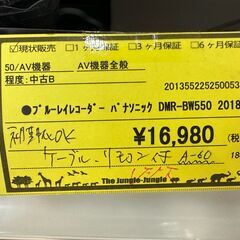 現状販売 □1ヶ月保証 □3ヶ月保証 □6ヶ月
50/AV機器 AV機器全般
程度:中古B 2013552252500053
●ブルーレイレコーダー パナソニック DMR-BW550 2018
¥16,980
(税
初期化OK
ケーブル、リモコン付 A-60
18
The Jungle-Jungle